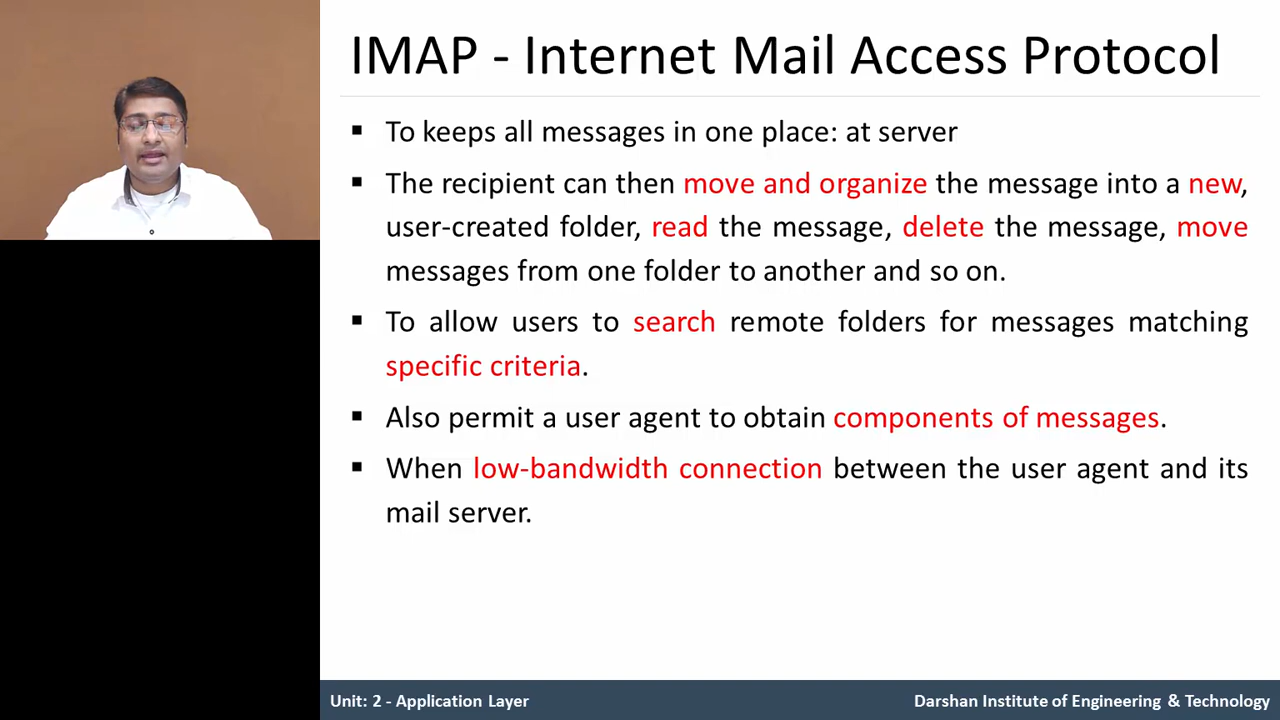 IMAP - Internet Mail Access Protocol
▪ To keeps all messages in one place: at server
▪ The recipient can then move and organize the message into a new,
user-created folder, read the message, delete the message, move
messages from one folder to another and so on.
▪ To allow users to search remote folders for messages matching
specific criteria.
▪ Also permit a user agent to obtain components of messages.
▪ When low-bandwidth connection between the user agent and its
mail server.
Unit: 2 - Application Layer
Darshan Institute of Engineering & Technology